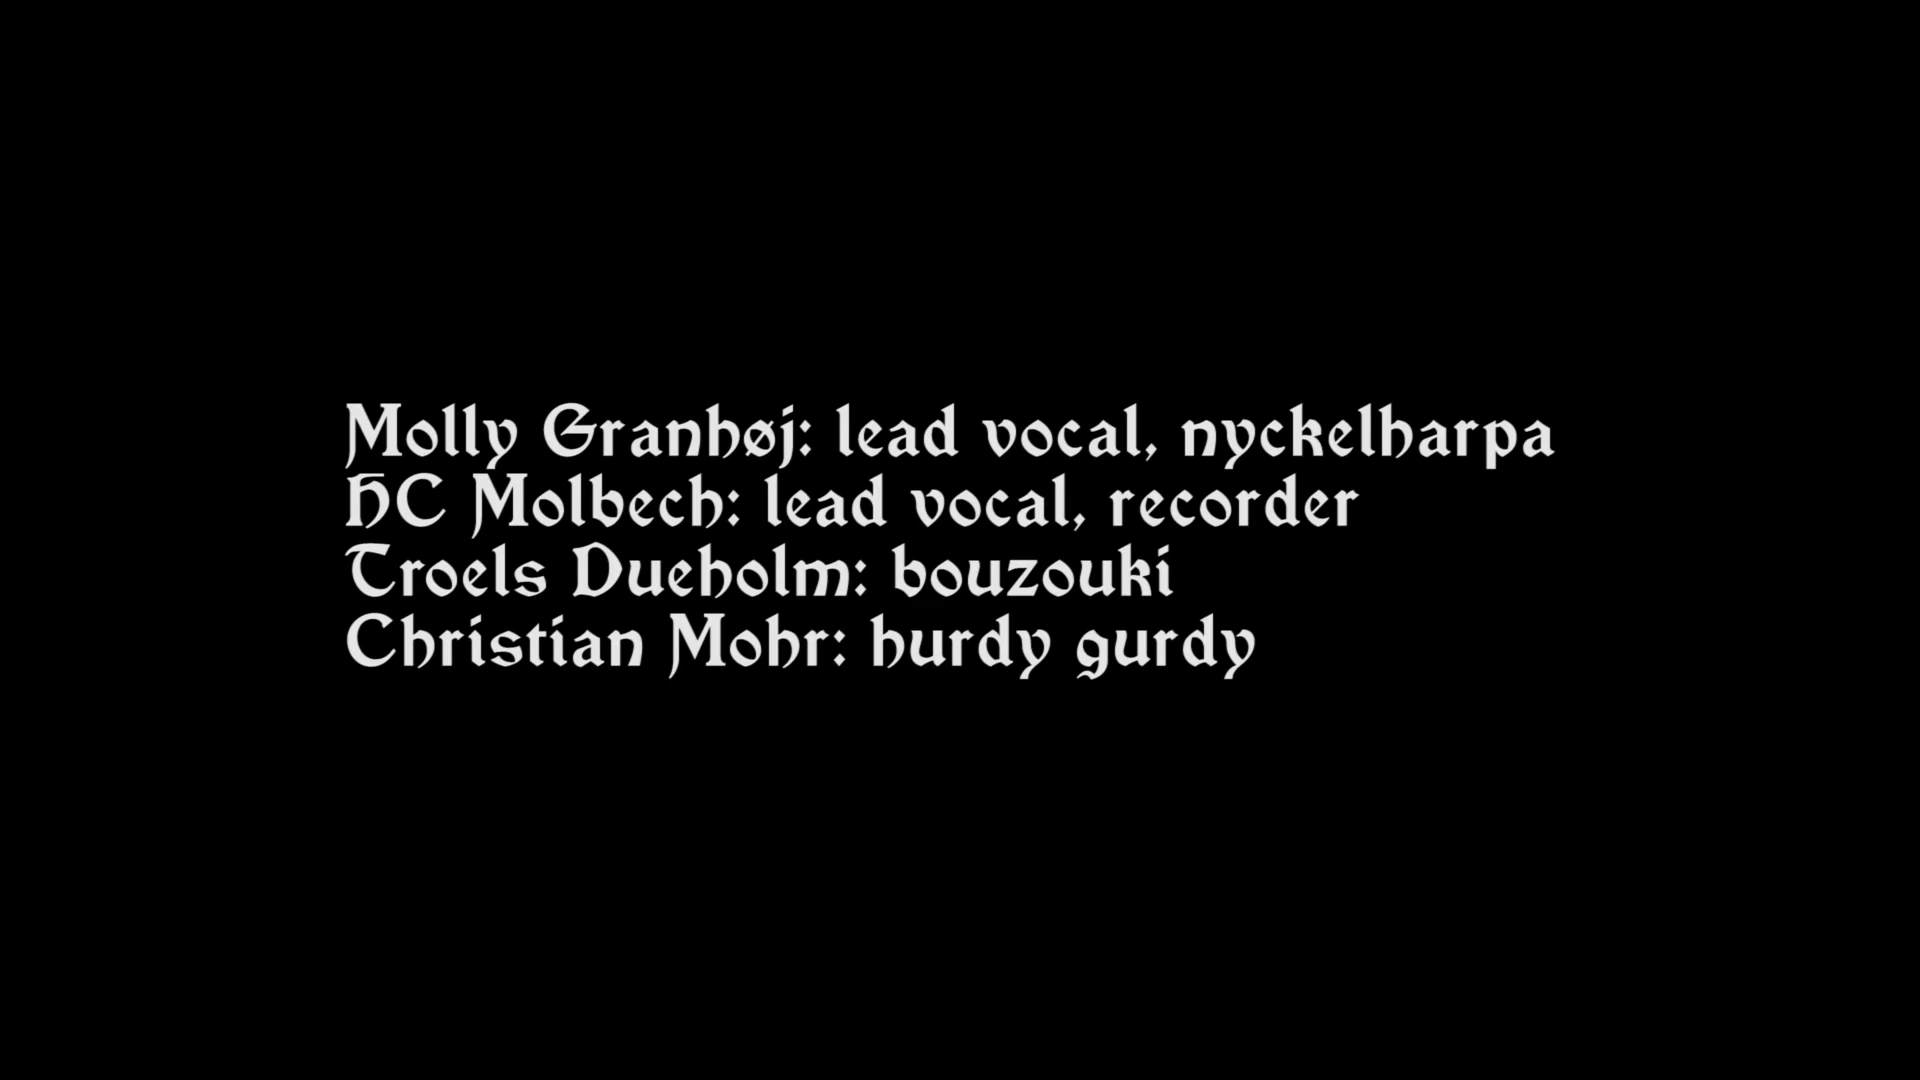 Molly Granhøj: lead vocal, nyckelharpa
HC Molbech: lead vocal, recorder
Troels Dueholm: bouzouki
Christian Mohr: hurdy gurdy